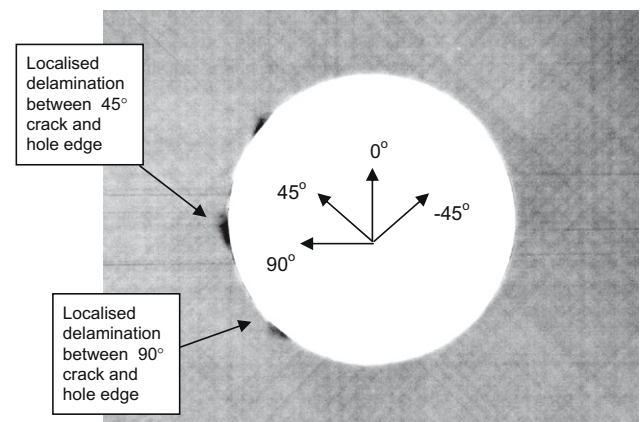 Localised
delamination
between 45°
crack and
hole edge
0°
45°
-45°
90°
Localised
delamination
between 90°
crack and
hole edge